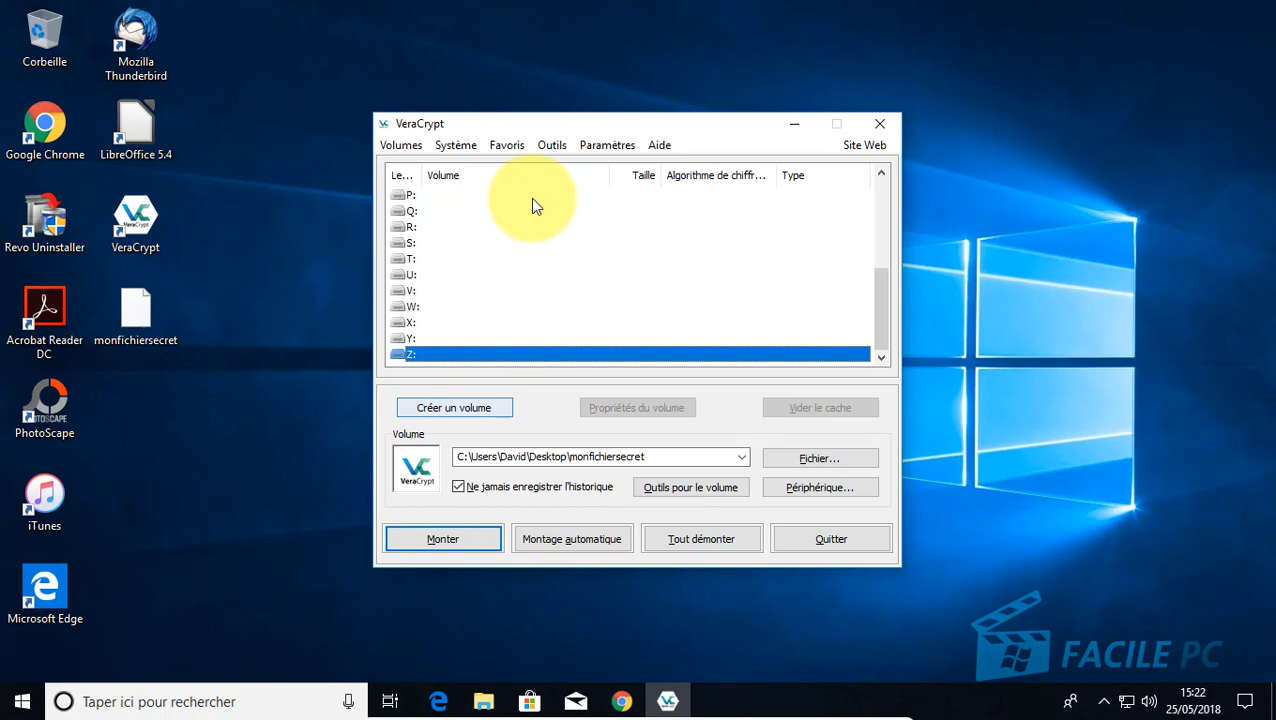 Corbeille
Mozilla
Thunderbird
Google Chrome
LibreOffice 5.4
Revo Uninstaller
VeraCrypt
Acrobat Reader
DC
monfichiersecret
PhotoScape
iTunes
Microsoft Edge
VeraCrypt
Volumes Système Favoris Outils Paramètres Aide Site Web
Le... Volume Taille Algorithme de chiffr... Type
P:
Q:
R:
S:
T:
U:
V:
W:
X:
Y:
Z:
Créer un volume Propriétés du volume Vider le cache
Volume
C:\Users\David\Desktop\monfichiersecret Fichier...
VeraCrypt
Ne jamais enregistrer l'historique Outils pour le volume Périphérique...
Monter Montage automatique Tout démonter Quitter
FACILE PC
Taper ici pour rechercher
15:22
25/05/2018